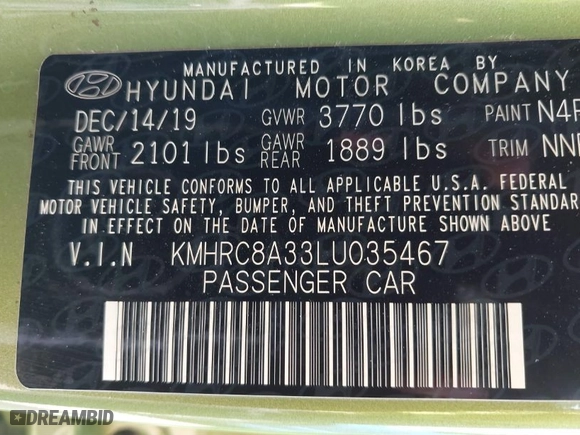 MANUFACTURED IN KOREA BY
HYUNDAI MOTOR COMPANY
DEC/14/19 GVWR 3770 lbs PAINT
GAWR FRONT 2101 lbs GAWR REAR 1889 lbs TRIM
THIS VEHICLE CONFORMS TO ALL APPLICABLE U.S.A. FEDERAL
MOTOR VEHICLE SAFETY, BUMPER, AND THEFT PREVENTION STANDA
IN EFFECT ON THE DATE OF MANUFACTURE SHOWN ABOVE.
V.I.N KMHRC8A33LU035467
PASSENGER CAR
DREAMBID